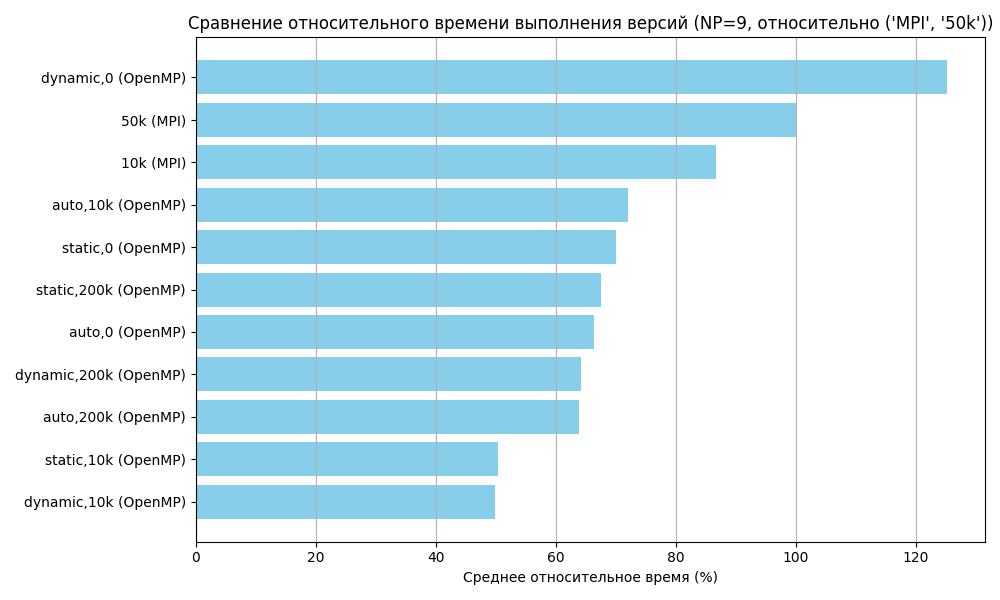 Сравнение относительного времени выполнения версий (NP=9, относительно ('MPI', '50k'))
dynamic,0 (OpenMP)
50k (MPI)
10k (MPI)
auto,10k (OpenMP)
static,0 (OpenMP)
static,200k (OpenMP)
auto,0 (OpenMP)
dynamic,200k (OpenMP)
auto,200k (OpenMP)
static,10k (OpenMP)
dynamic,10k (OpenMP)
0 20 40 60 80 100 120
Среднее относительное время (%)